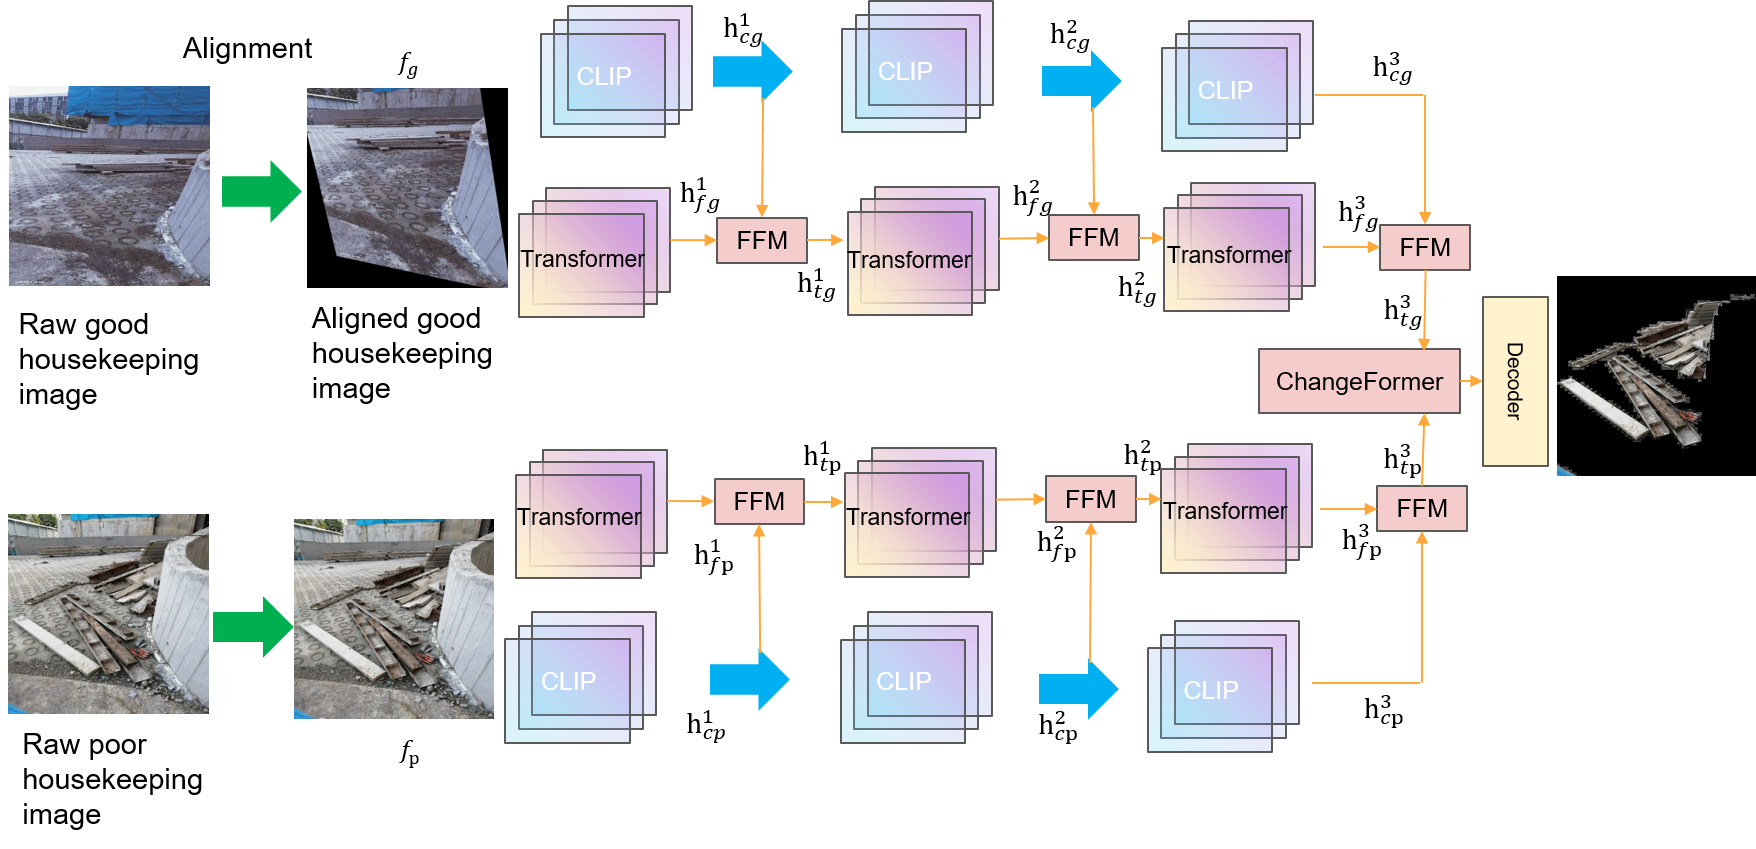 Alignment
f_g
Raw good
housekeeping
image
Aligned good
housekeeping
image
CLIP
h^1_{cg}
CLIP
h^2_{cg}
CLIP
h^3_{cg}
Transformer
h^1_{fg}
FFM
h^1_{tg}
Transformer
h^2_{fg}
FFM
h^2_{tg}
Transformer
h^3_{fg}
FFM
h^3_{tg}
ChangeFormer
Decoder
Transformer
FFM
h^1_{fp}
h^1_{tp}
Transformer
FFM
h^2_{fp}
h^2_{tp}
Transformer
h^3_{fp}
FFM
h^3_{tp}
CLIP
h^1_{cp}
CLIP
h^2_{cp}
CLIP
h^3_{cp}
f_p
Raw poor
housekeeping
image